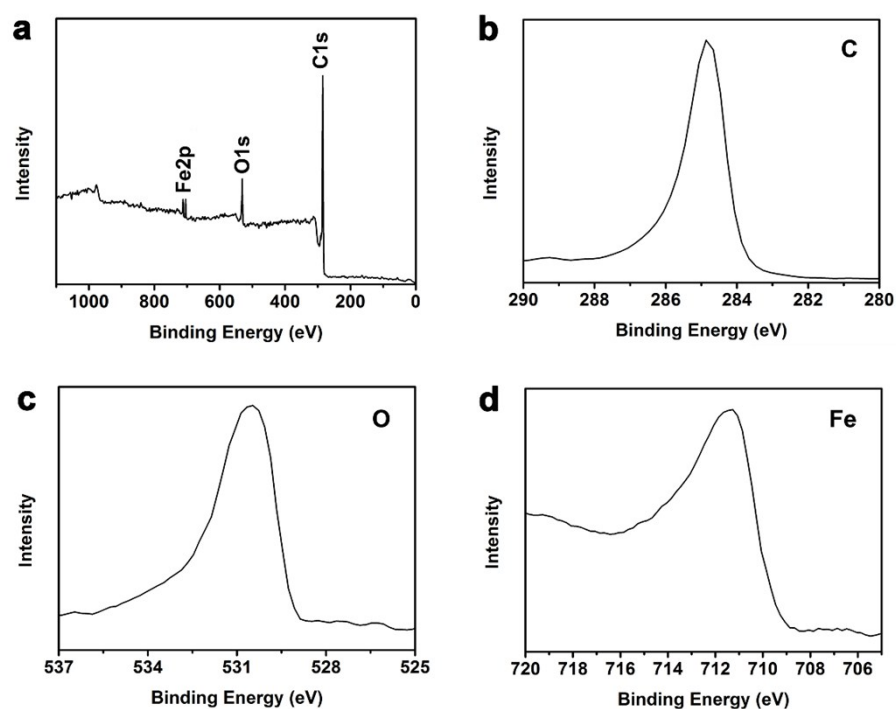 a
Fe2p
O1s
C1s
Intensity
1000 800 600 400 200 0
Binding Energy (eV)
b
C
Intensity
290 288 286 284 282 280
Binding Energy (eV)
c
O
Intensity
537 534 531 528 525
Binding Energy (eV)
d
Fe
Intensity
720 718 716 714 712 710 708 706
Binding Energy (eV)